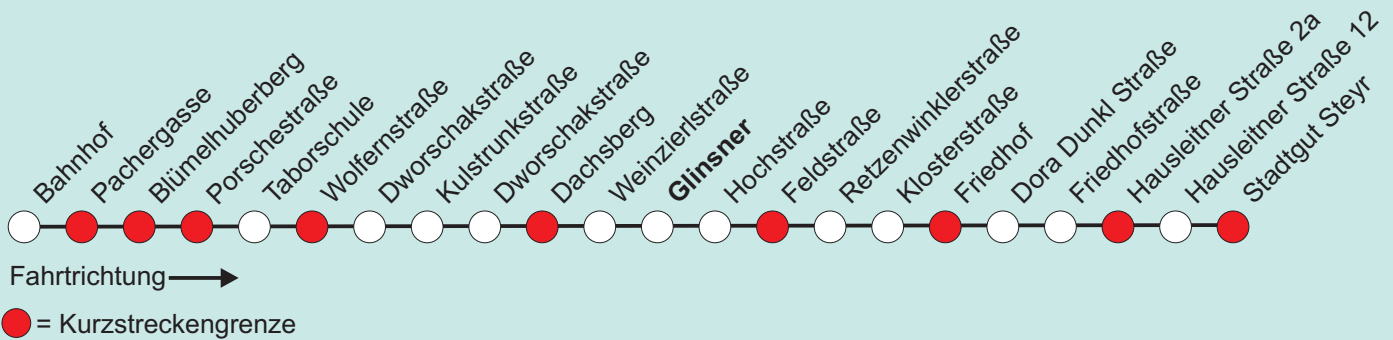 Bahnhof
Pachergasse
Blümelhuberberg
Porschestraße
Taborschule
Wolfernstraße
Dworschakstraße
Kulstrunkstraße
Dworschakstraße
Dachsberg
Weinzierlstraße
Glinsner
Hochstraße
Feldstraße
Retzenwinklerstraße
Klosterstraße
Friedhof
Dora Dunkl Straße
Friedhofstraße
Hausleitner Straße 2a
Hausleitner Straße 12
Stadtgut Steyr
Fahrtrichtung
= Kurzstreckengrenze